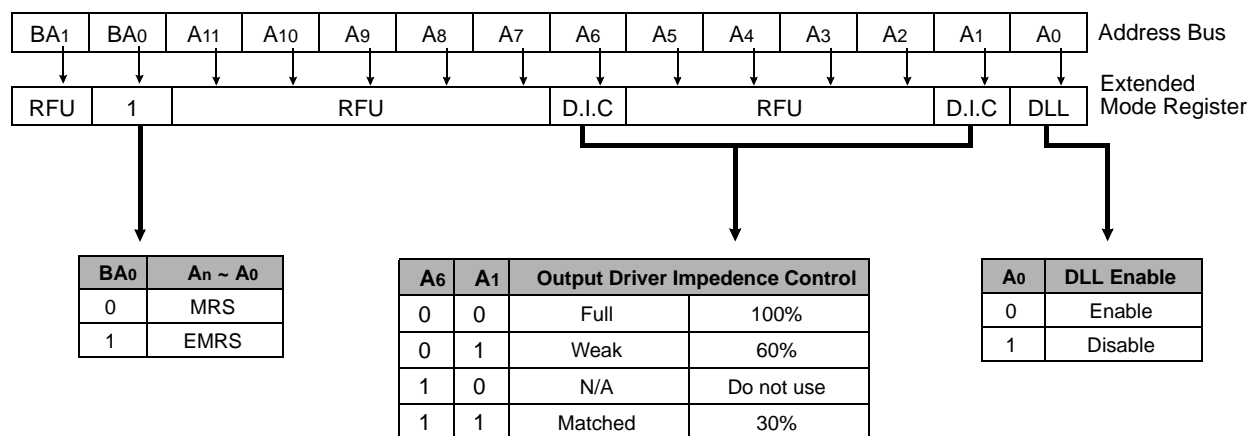 BA1 BA0 A11 A10 A9 A8 A7 A6 A5 A4 A3 A2 A1 A0 Address Bus
RFU 1 RFU D.I.C RFU D.I.C DLL Extended
Mode Register
BA0 An ~ A0
0 MRS
1 EMRS
A6 A1 Output Driver Impedence Control
0 0 Full 100%
0 1 Weak 60%
1 0 N/A Do not use
1 1 Matched 30%
A0 DLL Enable
0 Enable
1 Disable